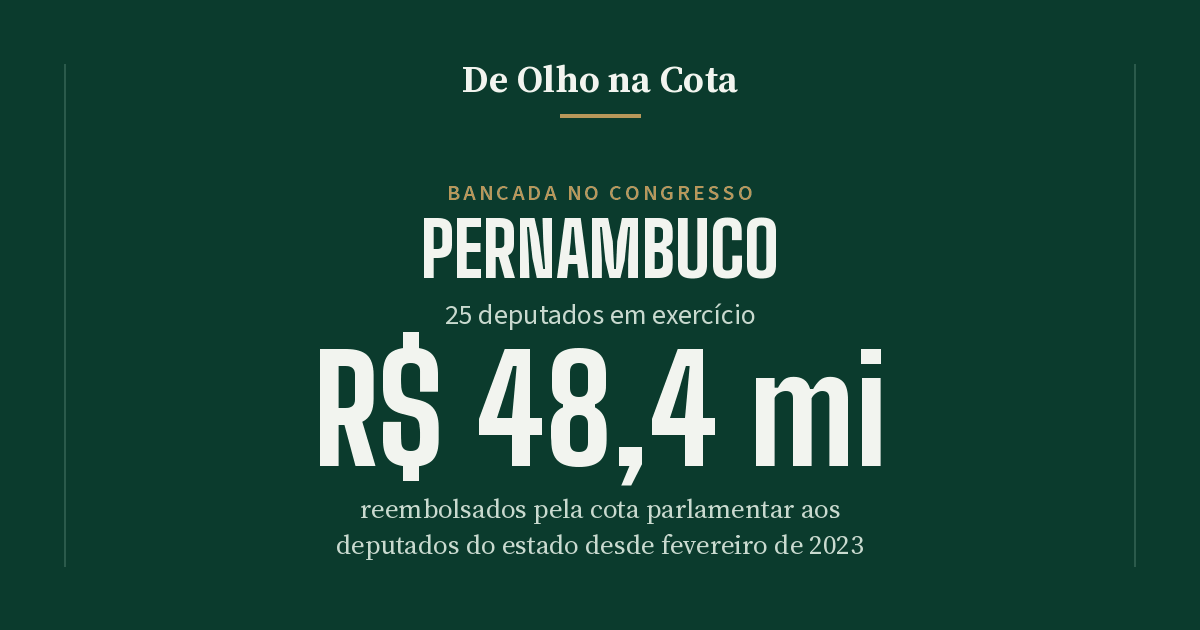 De Olho na Cota
BANCADA NO CONGRESSO
PERNAMBUCO
25 deputados em exercício
R$ 48,4 mi
reembolsados pela cota parlamentar aos
deputados do estado desde fevereiro de 2023